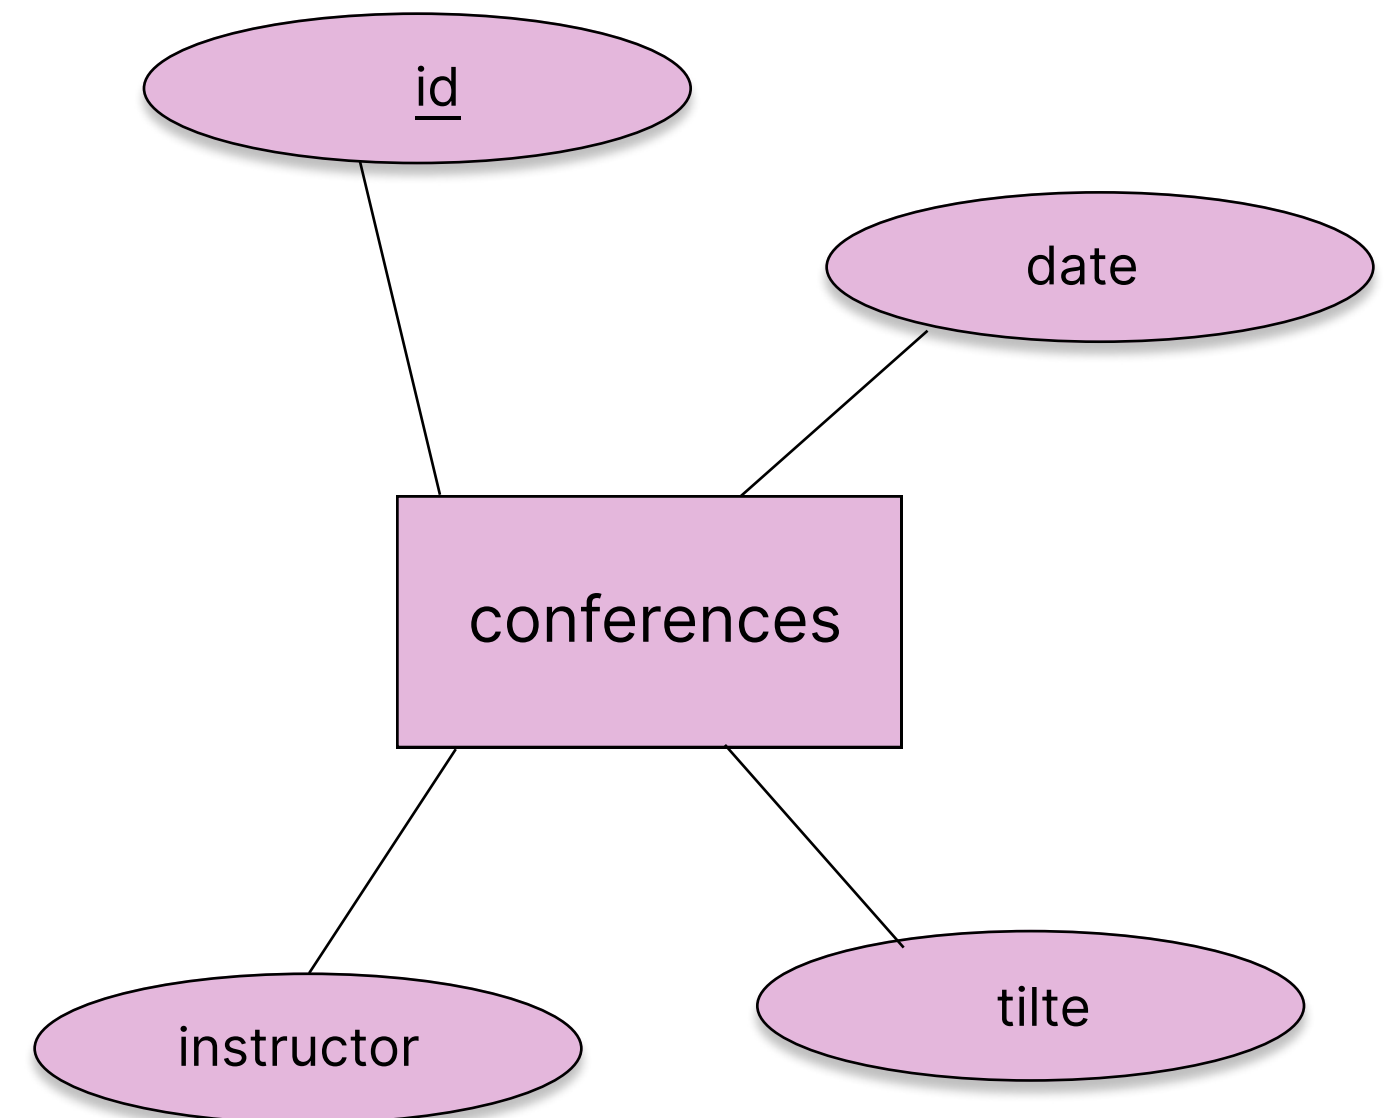 id
date
conferences
instructor
tilte